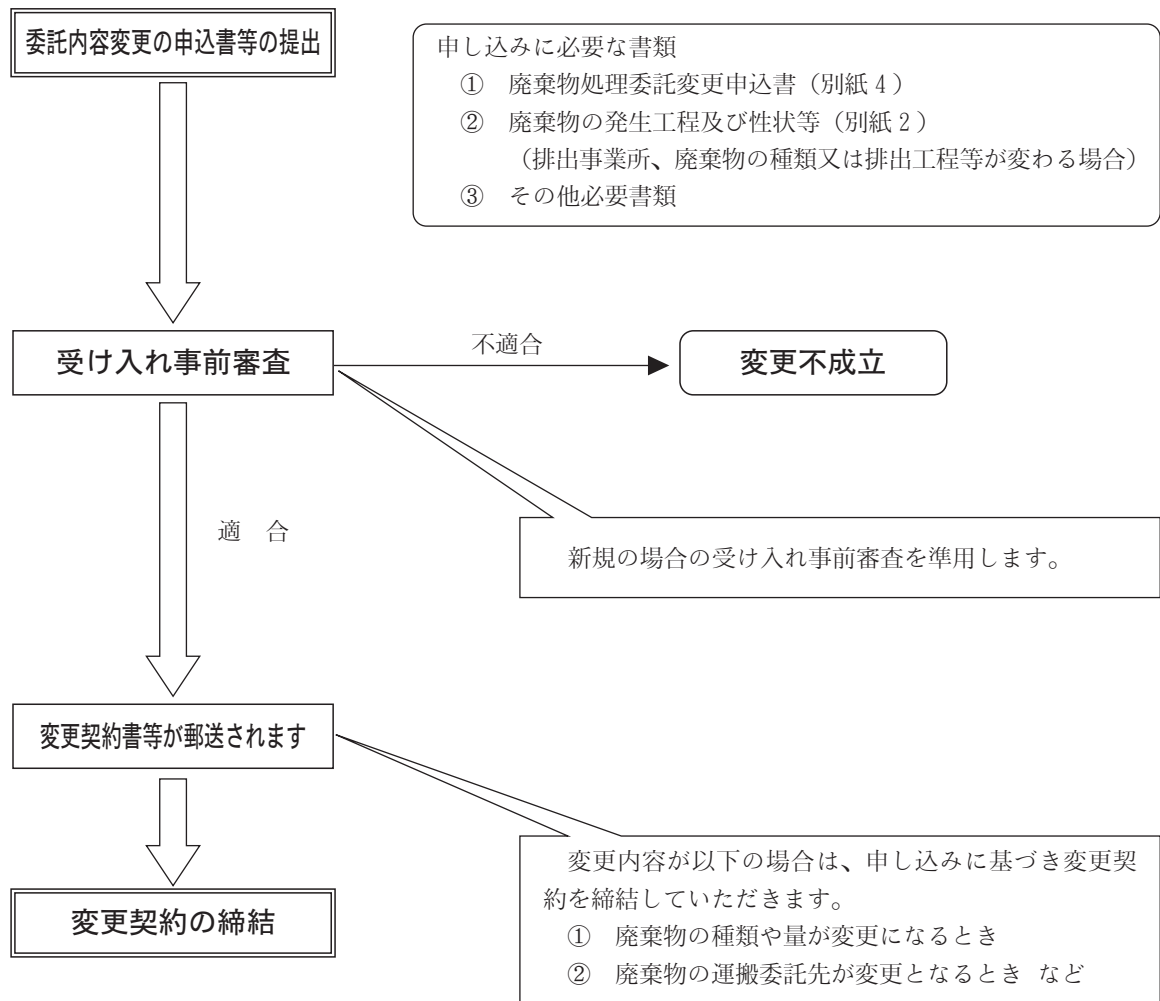 委託内容変更の申込書等の提出
申し込みに必要な書類
① 廃棄物処理委託変更申込書（別紙4）
② 廃棄物の発生工程及び性状等（別紙2）
（排出事業所、廃棄物の種類又は排出工程等が変わる場合）
③ その他必要書類
受け入れ事前審査
不適合
変更不成立
適 合
新規の場合の受け入れ事前審査を準用します。
変更契約書等が郵送されます
変更内容が以下の場合は、申し込みに基づき変更契
約を締結していただきます。
① 廃棄物の種類や量が変更になるとき
② 廃棄物の運搬委託先が変更となるとき など
変更契約の締結